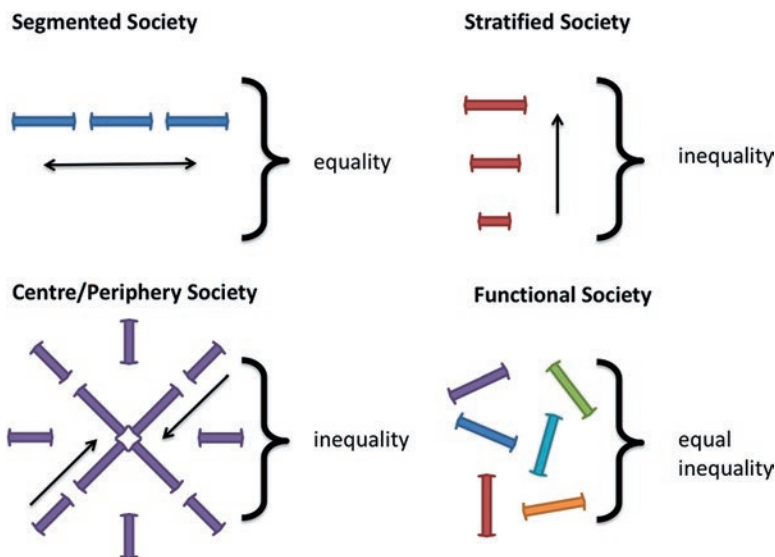 Segmented Society
Stratified Society
equality
inequality
Centre/Periphery Society
Functional Society
inequality
equal
inequality